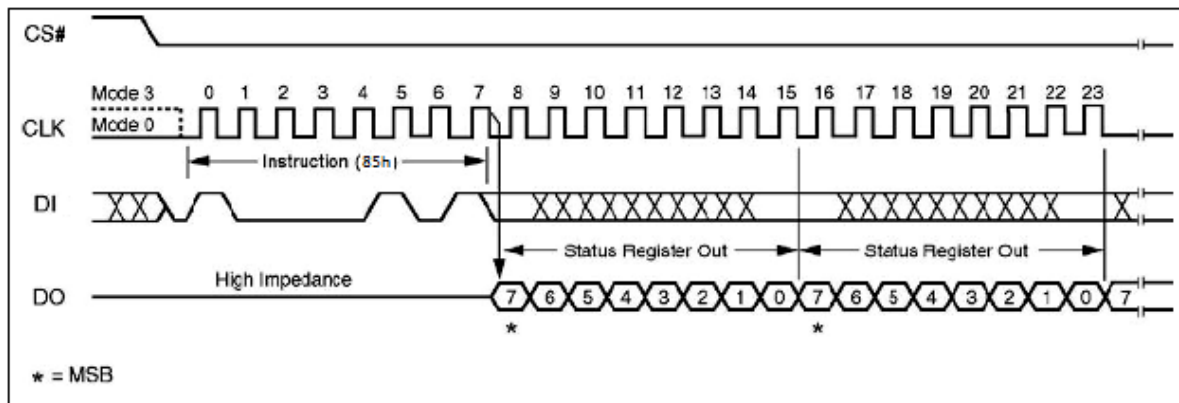 CS#
Mode 3 0 1 2 3 4 5 6 7 8 9 10 11 12 13 14 15 16 17 18 19 20 21 22 23
CLK Mode 0
Instruction (85h)
DI
Status Register Out Status Register Out
High Impedance
DO 7 6 5 4 3 2 1 0 7 6 5 4 3 2 1 0 7
* *
* = MSB